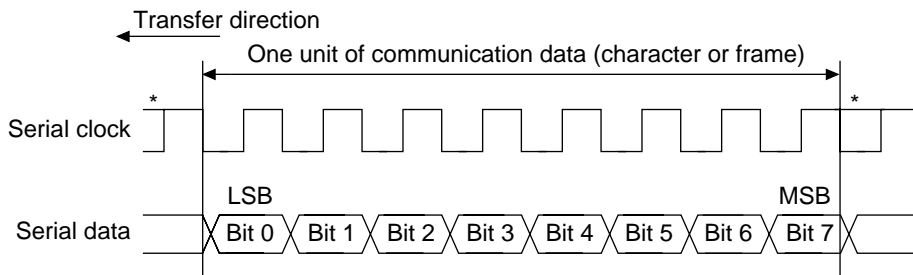 Transfer direction
One unit of communication data (character or frame)
* *
Serial clock
LSB MSB
Serial data Bit 0 Bit 1 Bit 2 Bit 3 Bit 4 Bit 5 Bit 6 Bit 7